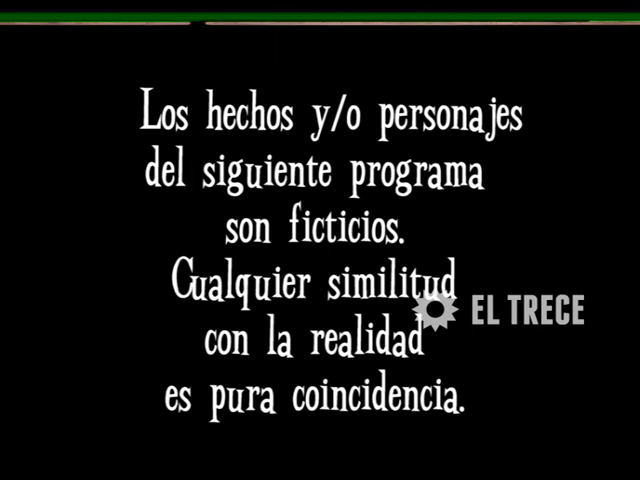 Los hechos y/o personajes
del siguiente programa
son ficticios.
Cualquier similitud
EL TRECE
con la realidad
es pura coincidencia.